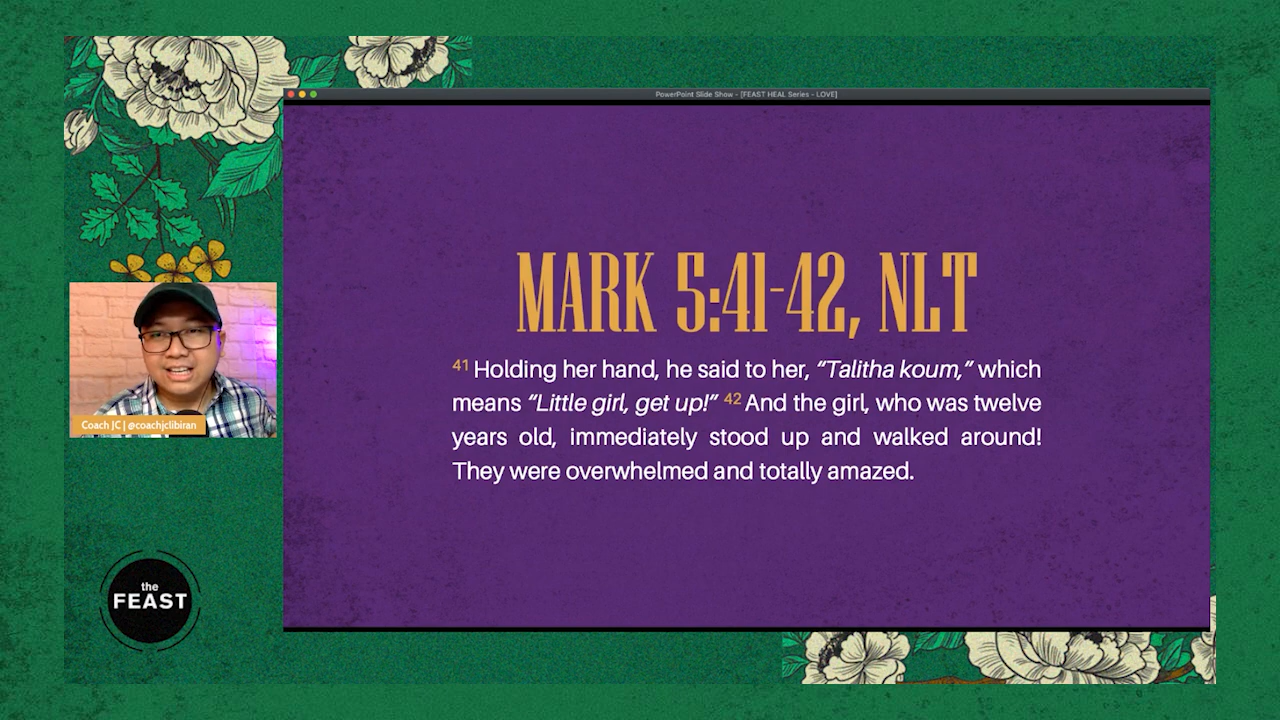 PowerPoint Slide Show - [FEAST HEAL Series - LOVE]
MARK 5:41-42, NLT
41 Holding her hand, he said to her, “Talitha koum,” which
means “Little girl, get up!” 42 And the girl, who was twelve
years old, immediately stood up and walked around!
They were overwhelmed and totally amazed.
Coach JC | @coachjclibiran
the
FEAST